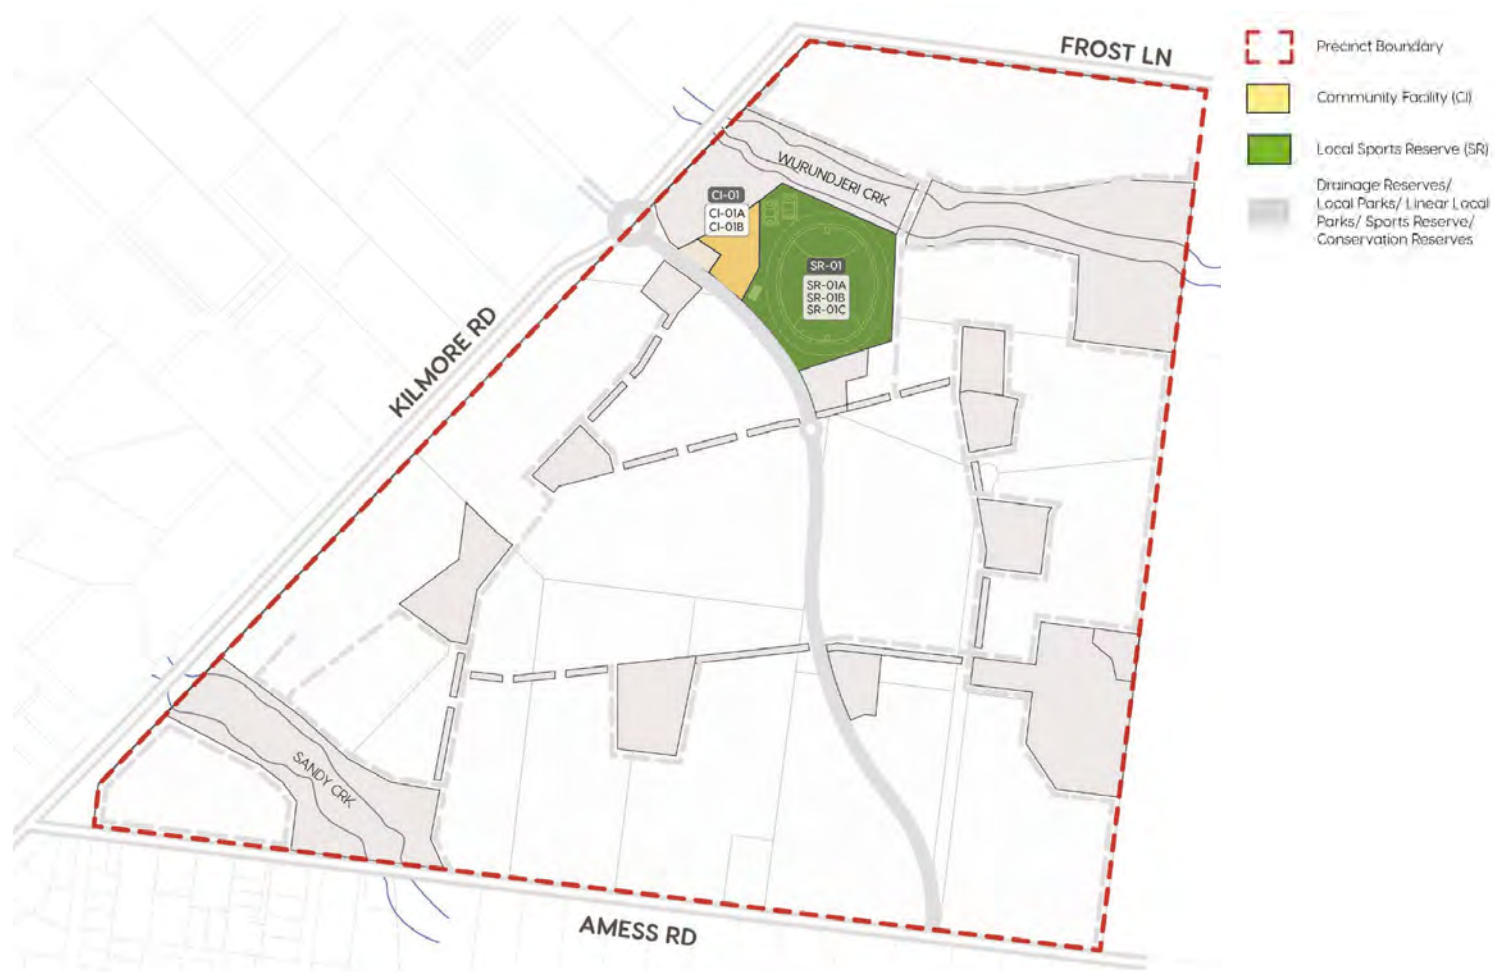 FROST LN
Precinct Boundary
Community Facility (CI)
Local Sports Reserve (SR)
Drainage Reserves/
Local Parks/ Linear Local
Parks/ Sports Reserve/
Conservation Reserves
WURUNDJERI CRK
CI-01
CI-01A
CI-01B
SR-01
SR-01A
SR-01B
SR-01C
KILMORE RD
SANDY CRK
AMESS RD